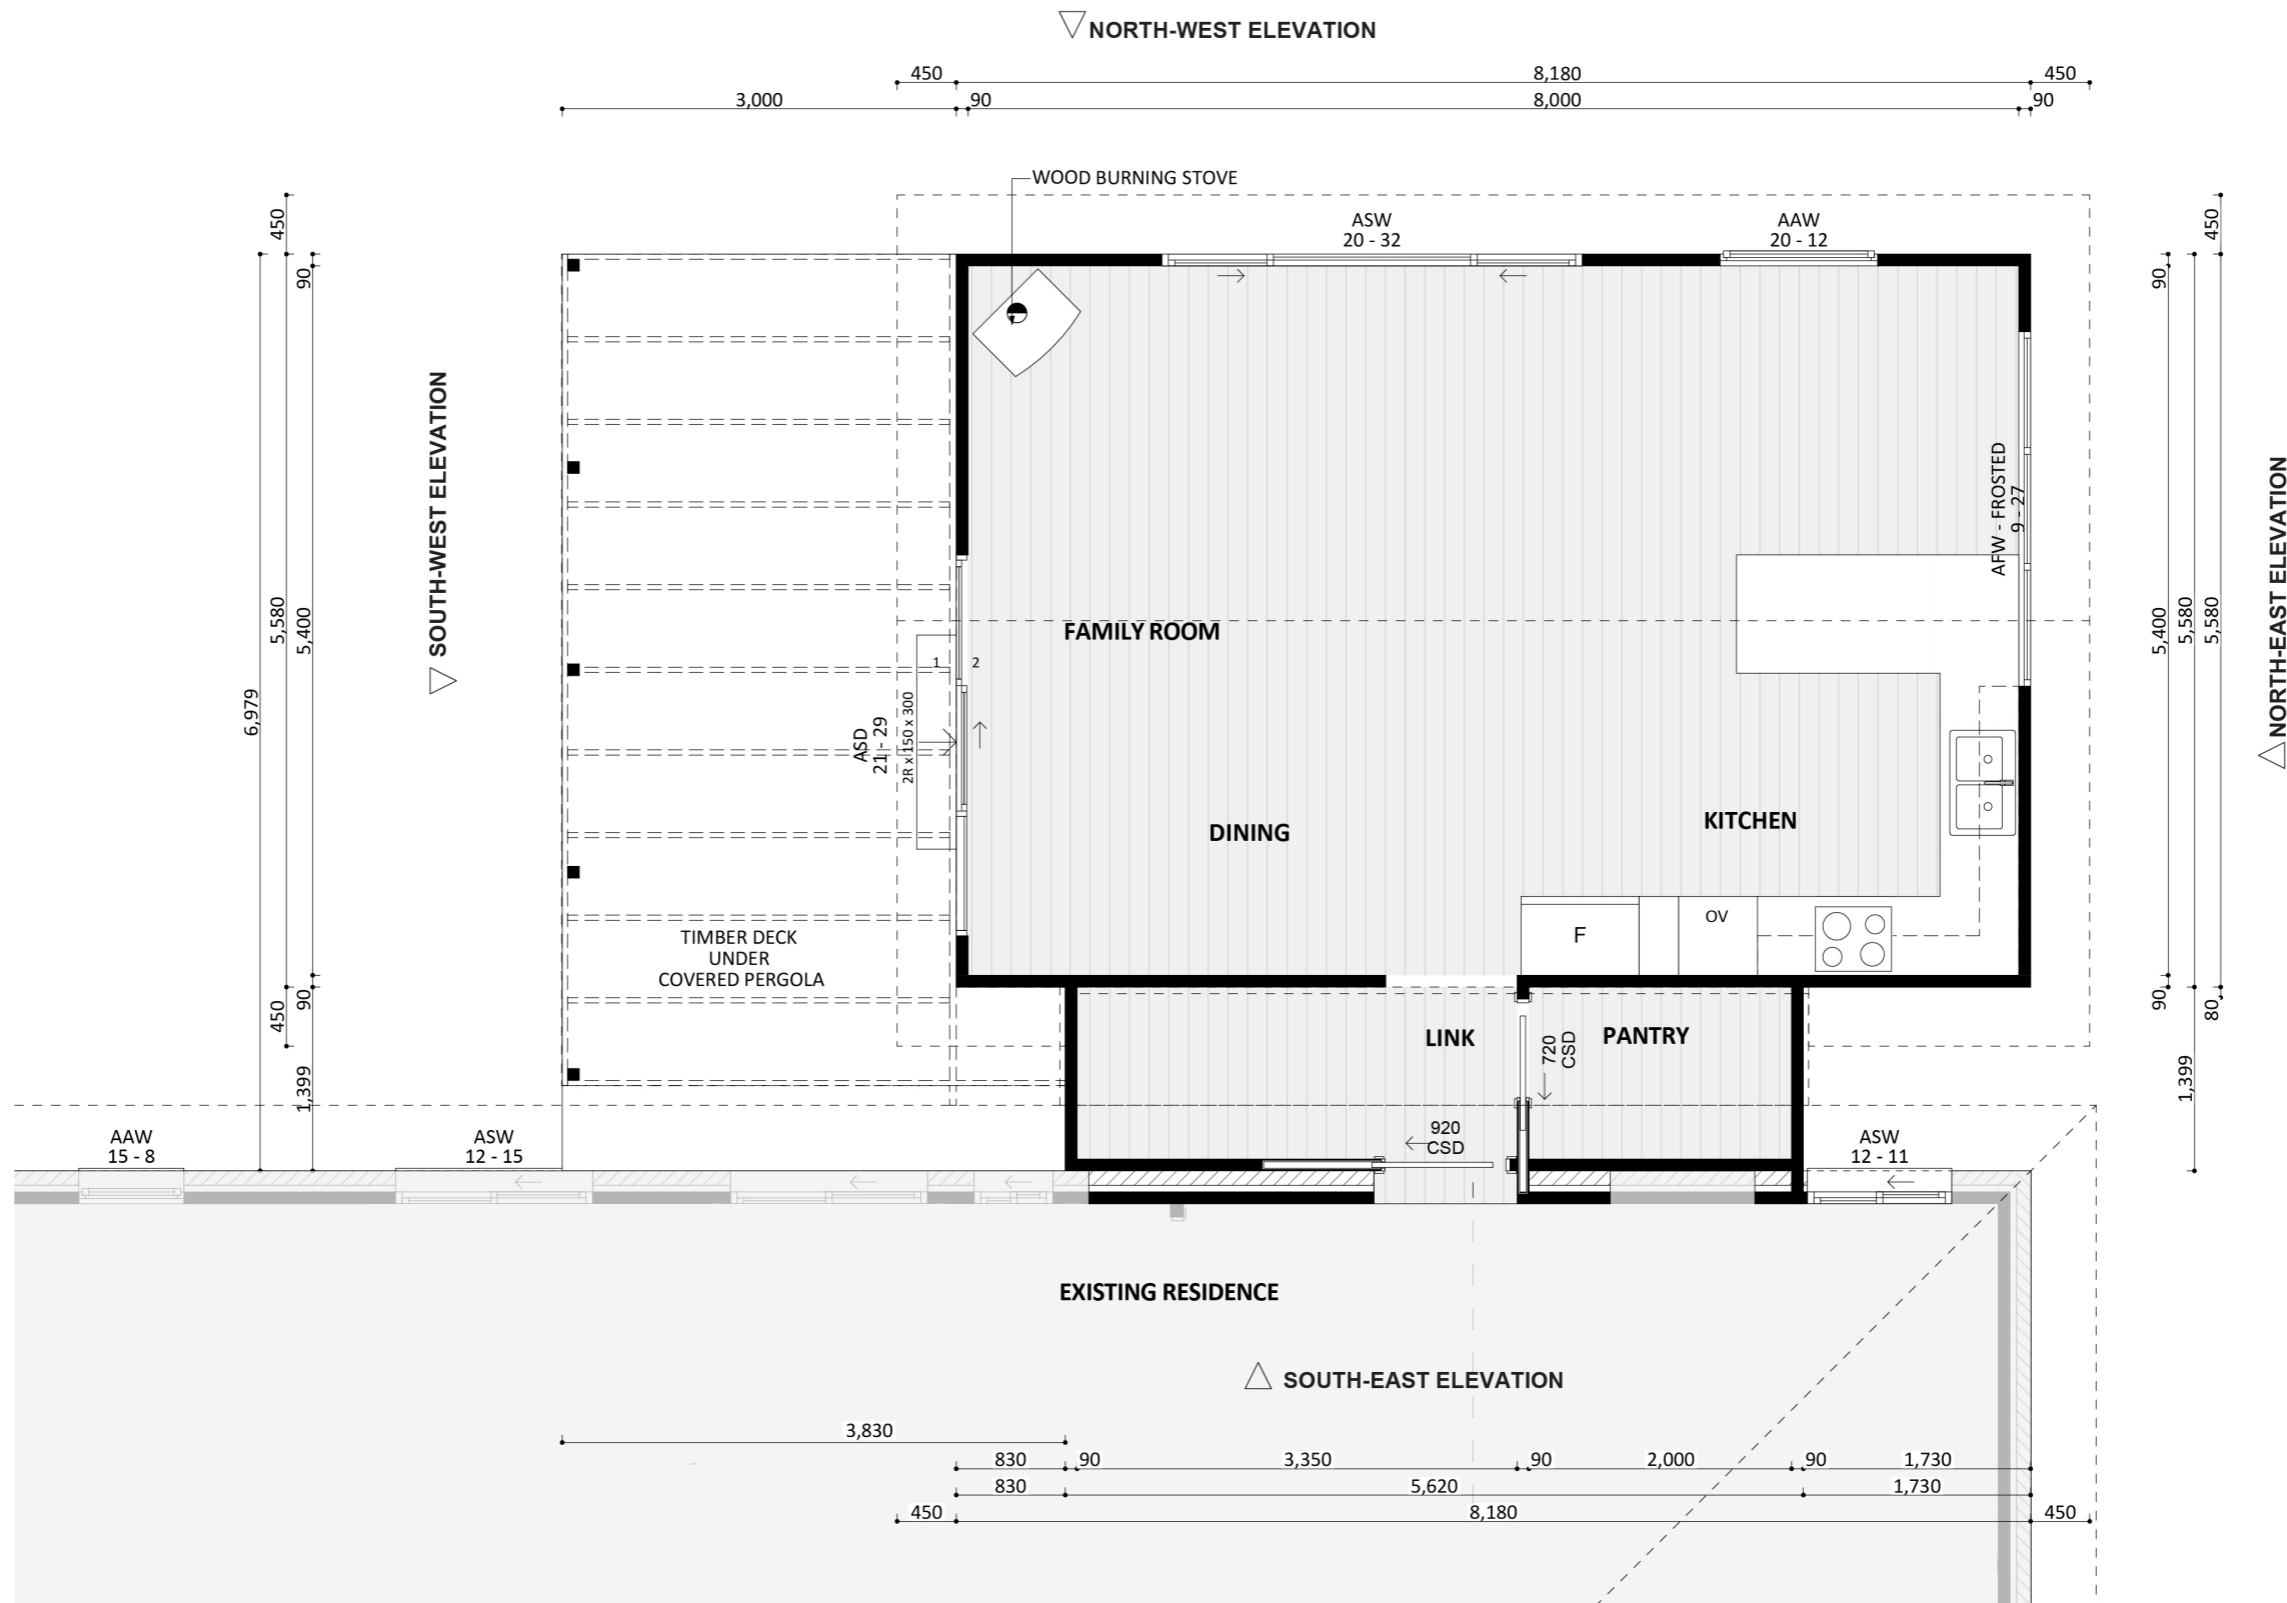 NORTH-WEST ELEVATION
450
8,180
450
3,000
90
8,000
90
WOOD BURNING STOVE
ASW
20 - 32
AAW
20 - 12
450
90
5,580
5,400
6,979
450
90
1,399
SOUTH-WEST ELEVATION
FAMILY ROOM
1
2
ASD
21 - 29
2R x 150 x 300
AFW - FROSTED
9 - 27
DINING
KITCHEN
F
OV
TIMBER DECK
UNDER
COVERED PERGOLA
LINK
PANTRY
720
CSD
920
CSD
450
90
5,400
5,580
5,580
90
80
1,399
NORTH-EAST ELEVATION
AAW
15 - 8
ASW
12 - 15
ASW
12 - 11
EXISTING RESIDENCE
SOUTH-EAST ELEVATION
3,830
830
90
3,350
90
2,000
90
1,730
830
5,620
1,730
450
8,180
450